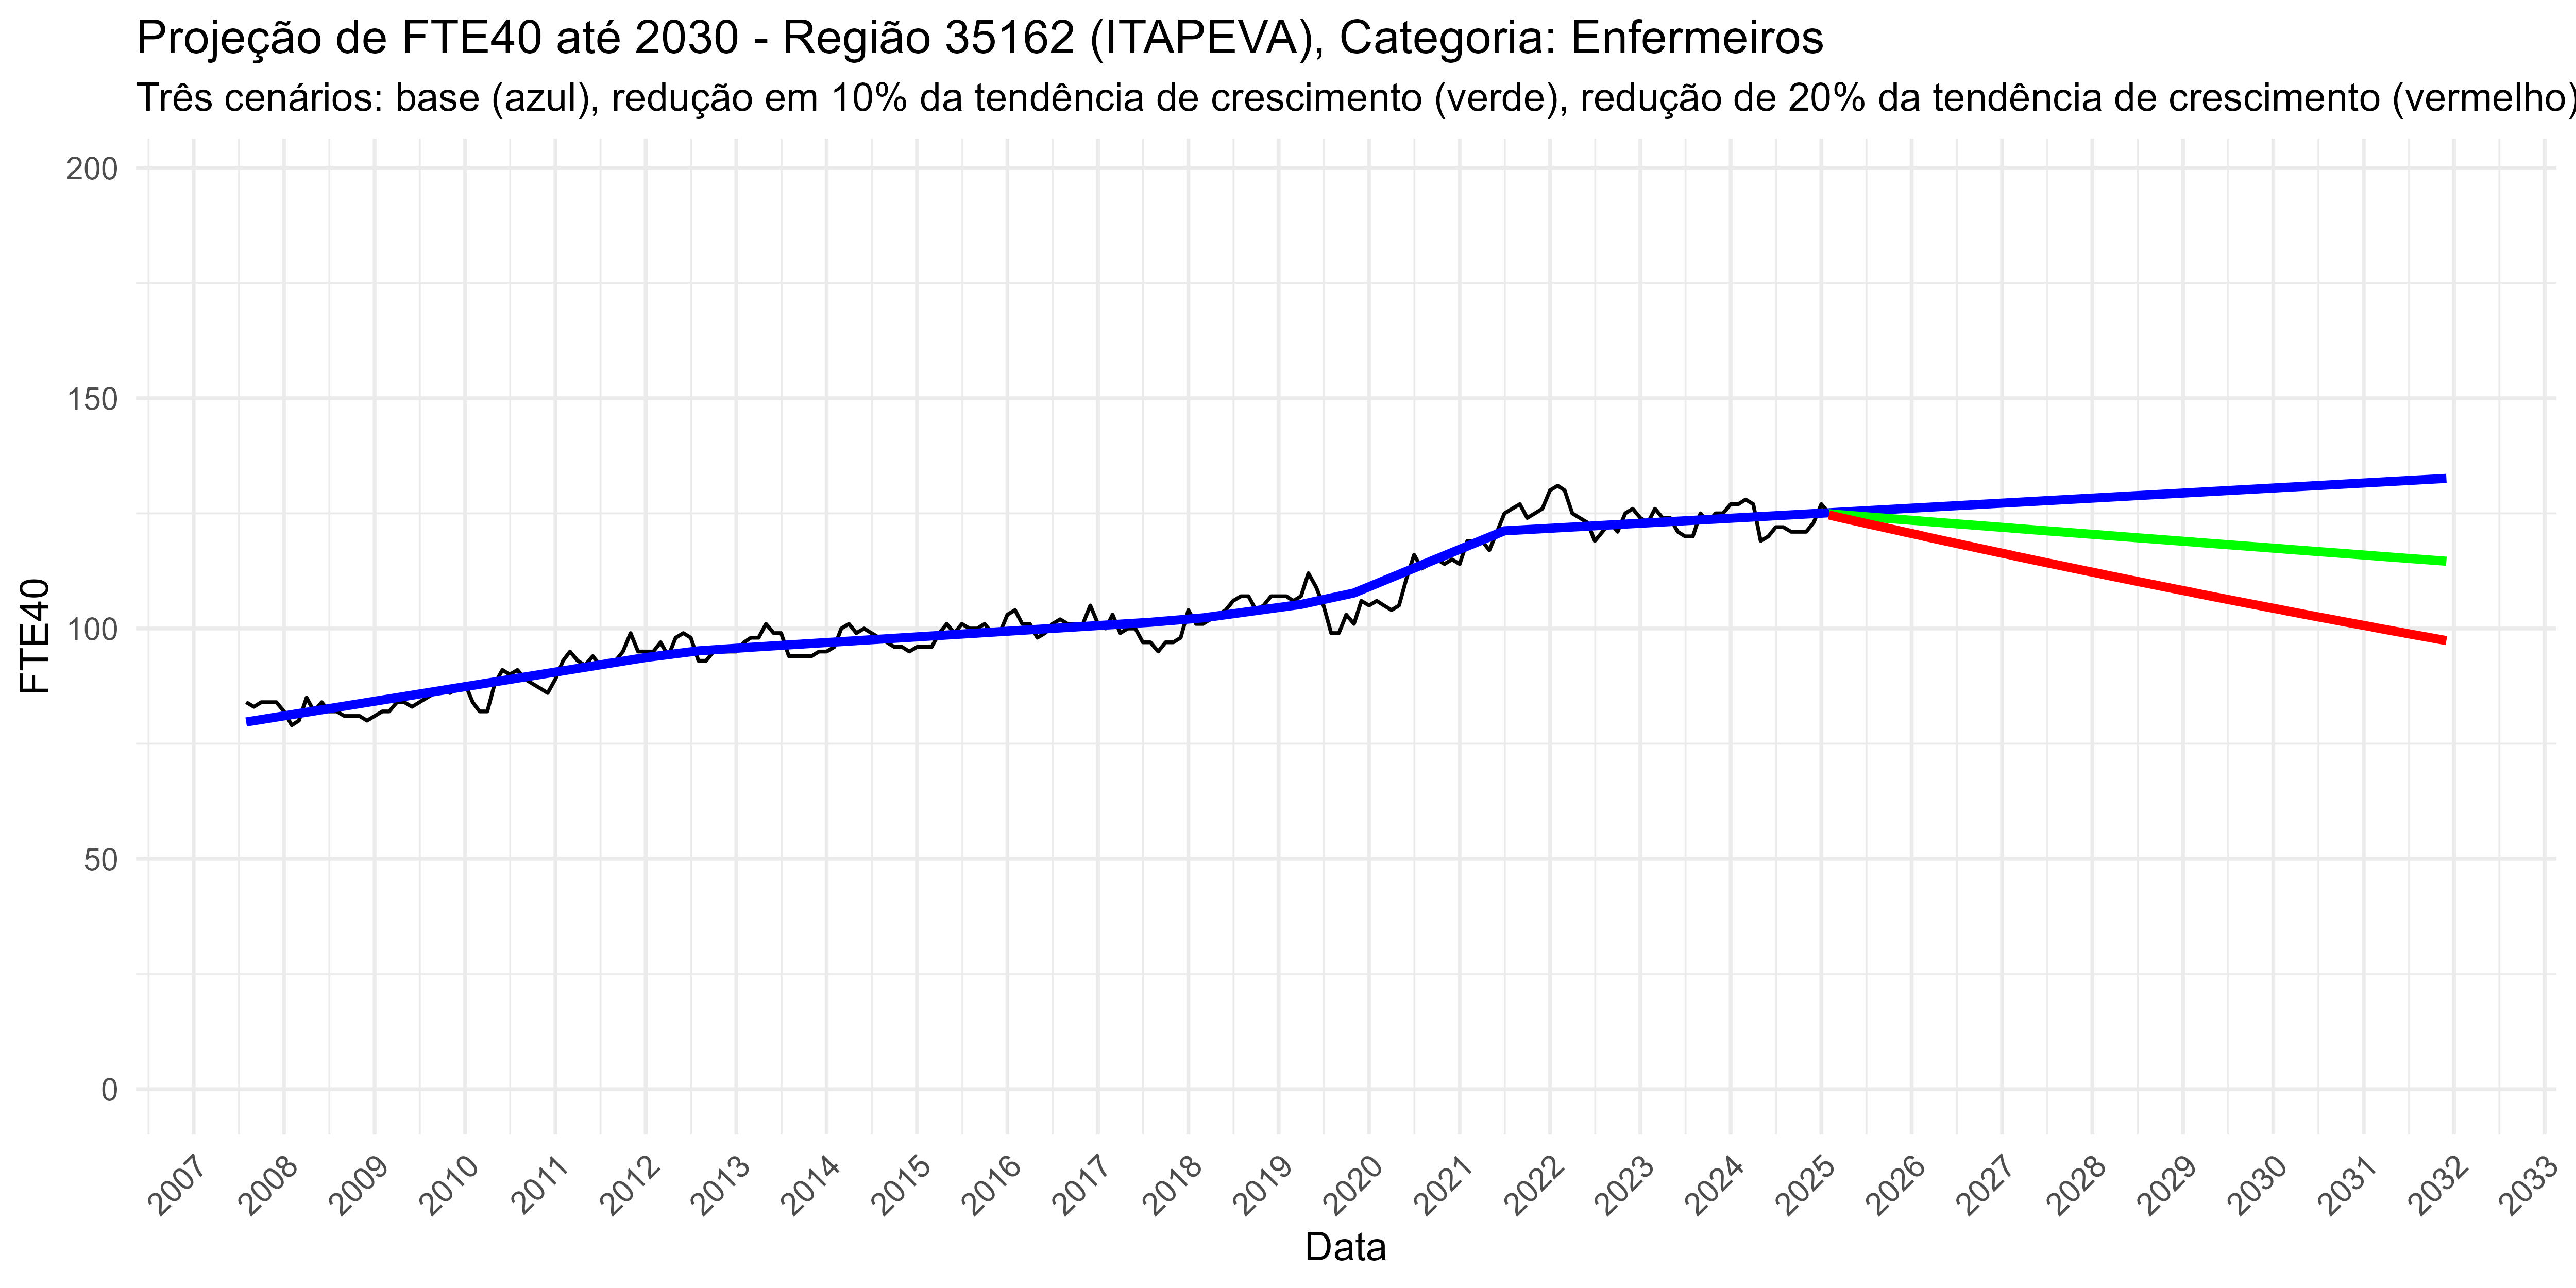 Projeção de FTE40 até 2030 - Região 35162 (ITAPEVA), Categoria: Enfermeiros
Três cenários: base (azul), redução em 10% da tendência de crescimento (verde), redução de 20% da tendência de crescimento (vermelho)
200
150
100
50
0
FTE40
2007 2008 2009 2010 2011 2012 2013 2014 2015 2016 2017 2018 2019 2020 2021 2022 2023 2024 2025 2026 2027 2028 2029 2030 2031 2032 2033
Data